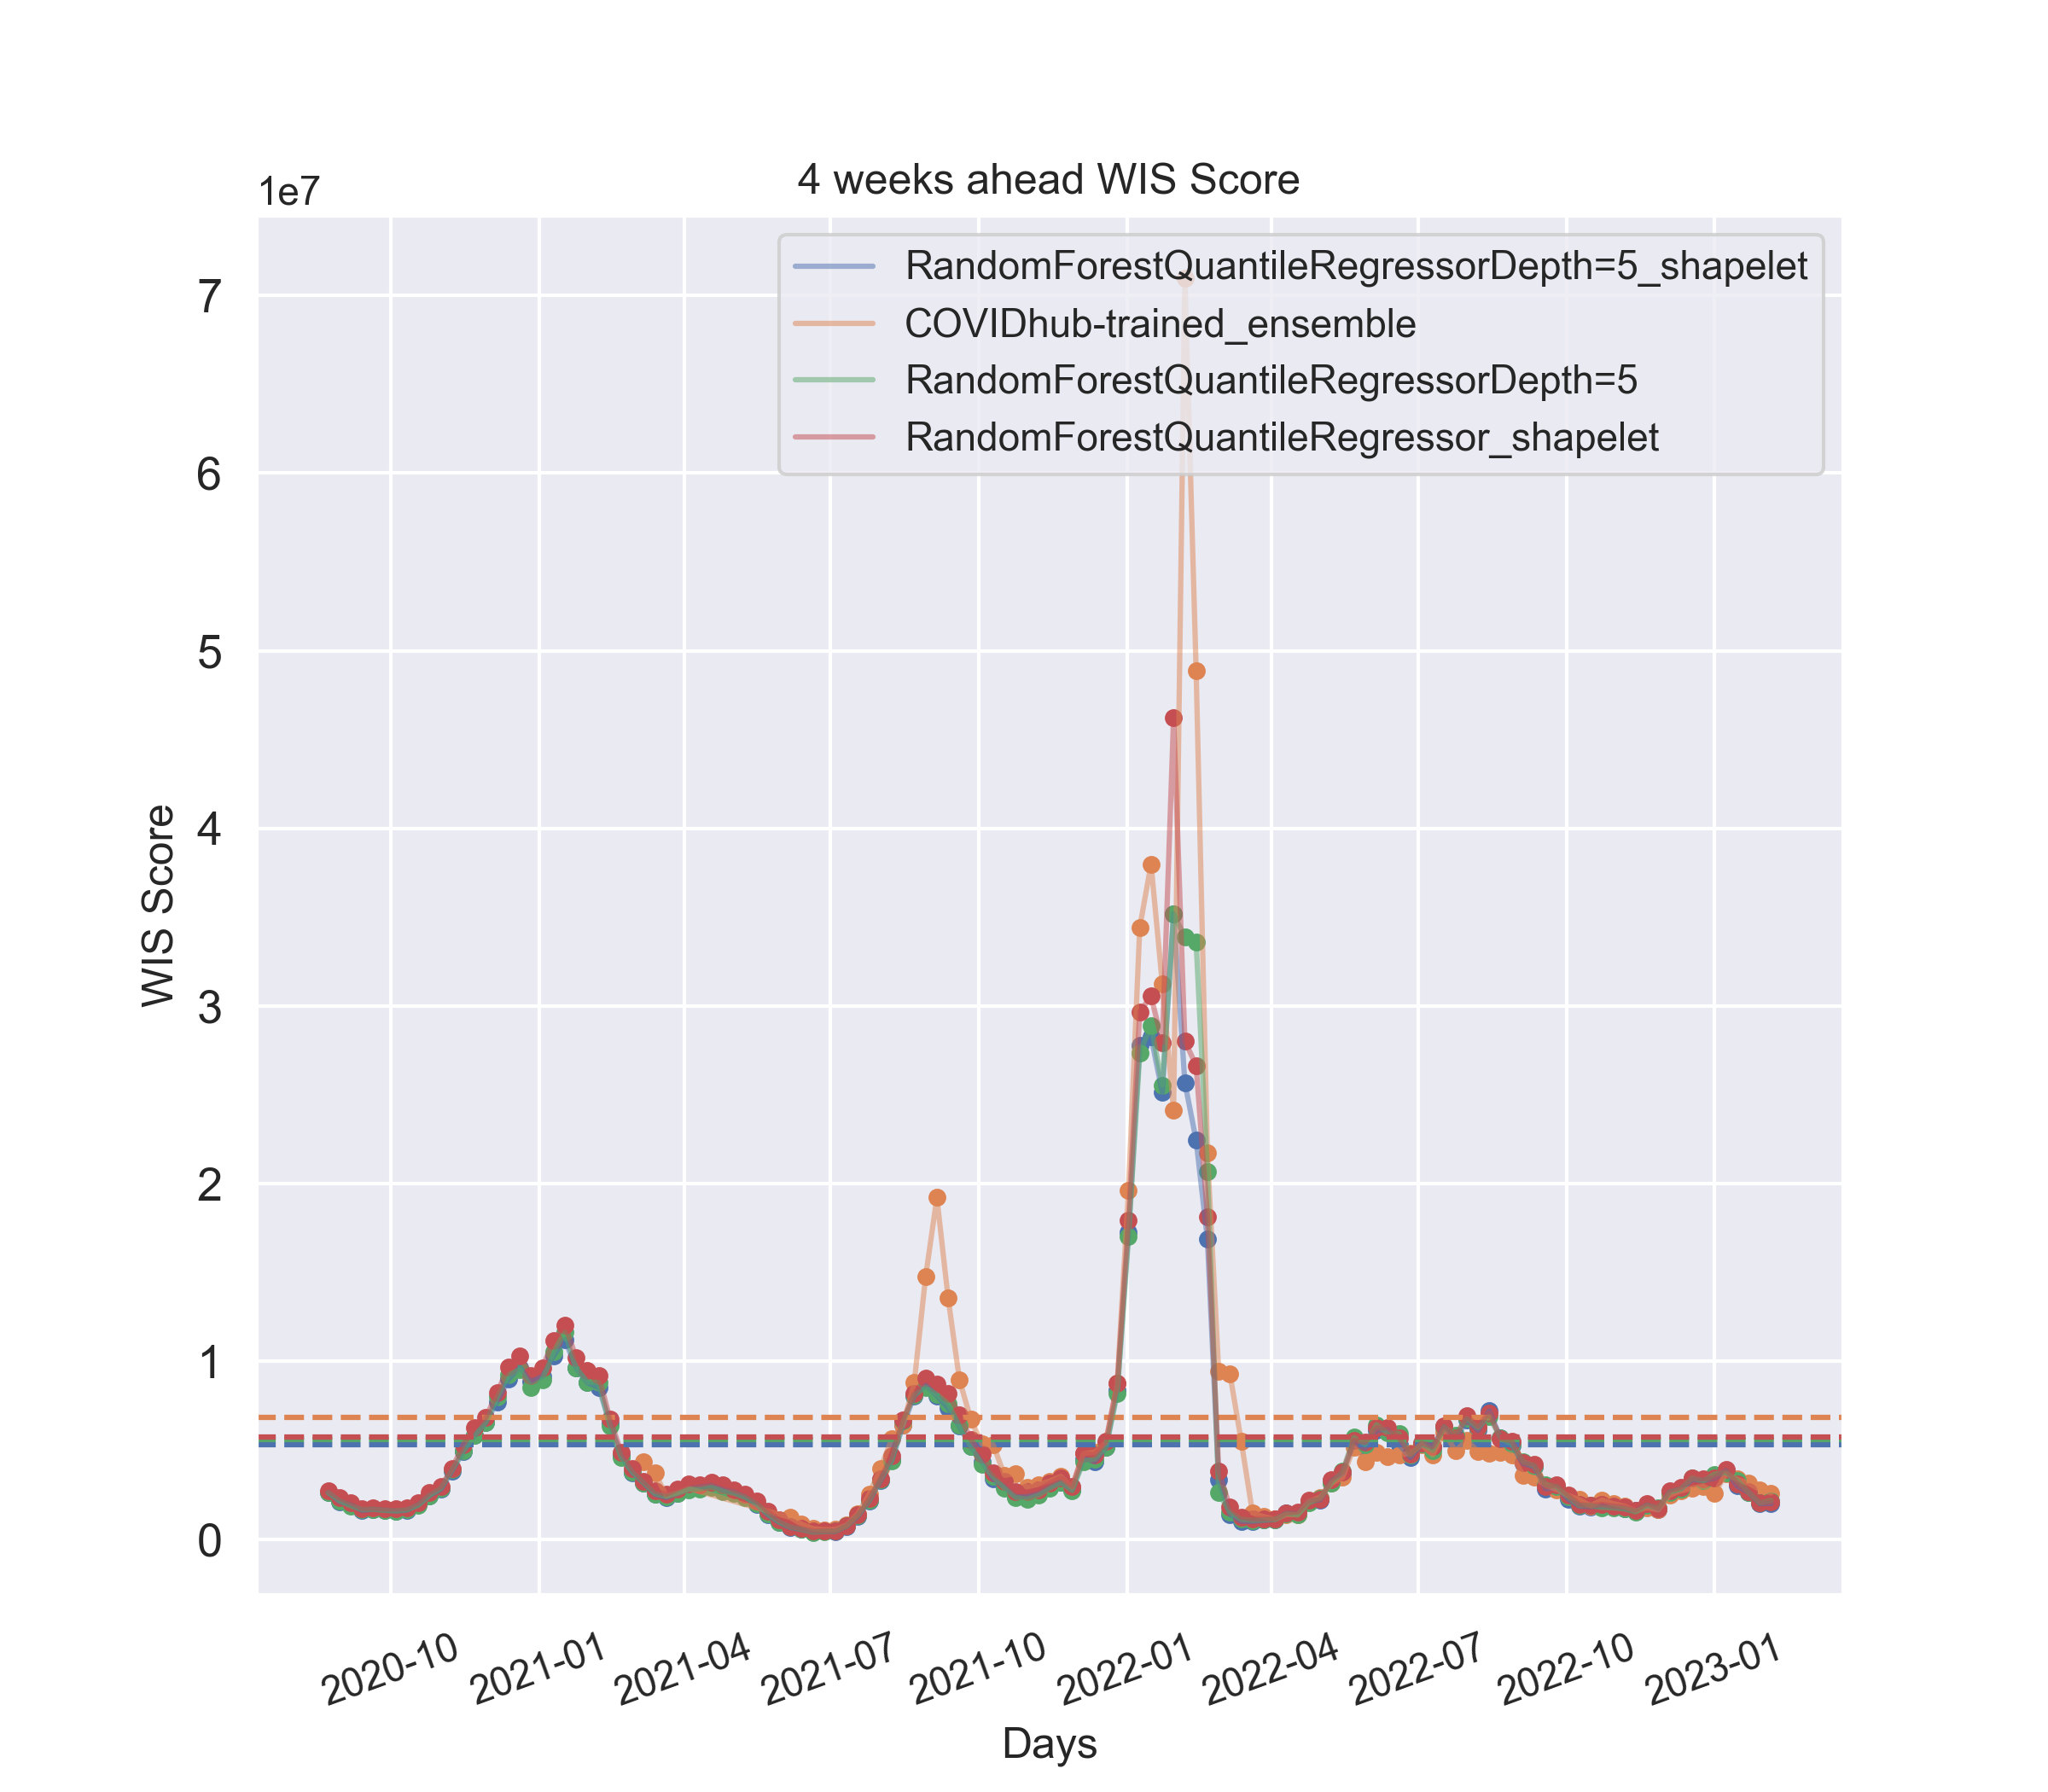 4 weeks ahead WIS Score
1e7
RandomForestQuantileRegressorDepth=5_shapelet
COVIDhub-trained_ensemble
RandomForestQuantileRegressorDepth=5
RandomForestQuantileRegressor_shapelet
7
6
5
4
3
2
1
0
WIS Score
2020-10
2021-01
2021-04
2021-07
2021-10
2022-01
2022-04
2022-07
2022-10
2023-01
Days